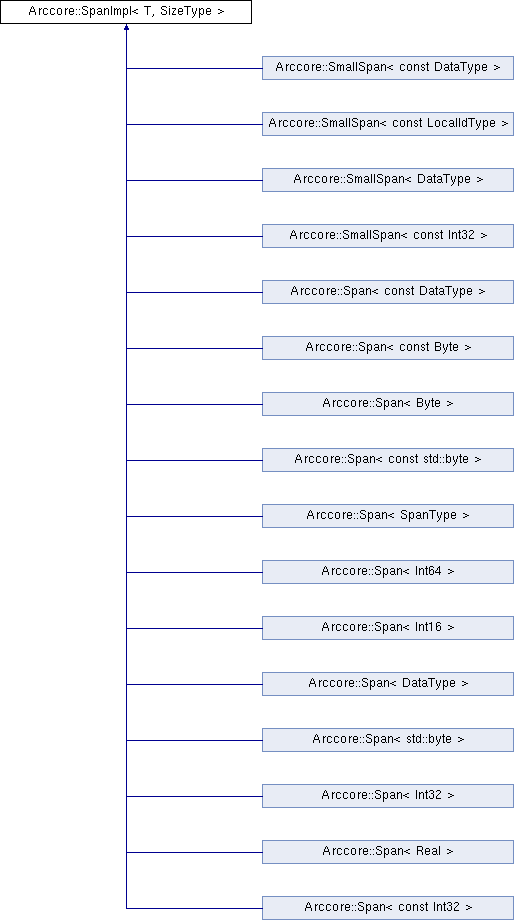 Arccore::SpanImpl< T, SizeType >
Arccore::SmallSpan< const DataType >
Arccore::SmallSpan< const LocalIdType >
Arccore::SmallSpan< DataType >
Arccore::SmallSpan< const Int32 >
Arccore::Span< const DataType >
Arccore::Span< const Byte >
Arccore::Span< Byte >
Arccore::Span< const std::byte >
Arccore::Span< SpanType >
Arccore::Span< Int64 >
Arccore::Span< Int16 >
Arccore::Span< DataType >
Arccore::Span< std::byte >
Arccore::Span< Int32 >
Arccore::Span< Real >
Arccore::Span< const Int32 >